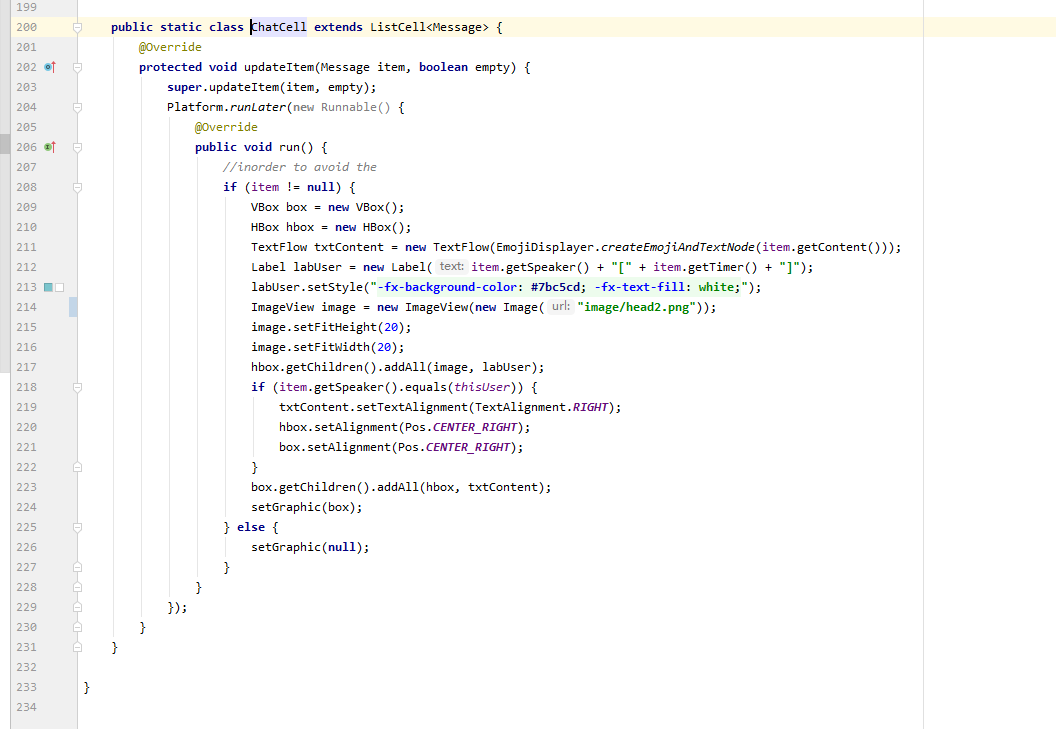 199
200 public static class ChatCell extends ListCell<Message> {
201 @Override
202 protected void updateItem(Message item, boolean empty) {
203 super.updateItem(item, empty);
204 Platform.runLater(new Runnable() {
205 @Override
206 public void run() {
207 //inorder to avoid the
208 if (item != null) {
209 VBox box = new VBox();
210 HBox hbox = new HBox();
211 TextFlow txtContent = new TextFlow(EmojiDisplayer.createEmojiAndTextNode(item.getContent()));
212 Label labUser = new Label( text: item.getSpeaker() + "[" + item.getTimer() + "]");
213 labUser.setStyle("-fx-background-color: #7bc5cd; -fx-text-fill: white;");
214 ImageView image = new ImageView(new Image( url: "image/head2.png"));
215 image.setFitHeight(20);
216 image.setFitWidth(20);
217 hbox.getChildren().addAll(image, labUser);
218 if (item.getSpeaker().equals(thisUser)) {
219 txtContent.setTextAlignment(TextAlignment.RIGHT);
220 hbox.setAlignment(Pos.CENTER_RIGHT);
221 box.setAlignment(Pos.CENTER_RIGHT);
222 }
223 box.getChildren().addAll(hbox, txtContent);
224 setGraphic(box);
225 } else {
226 setGraphic(null);
227 }
228 }
229 });
230 }
231 }
232
233 }
234